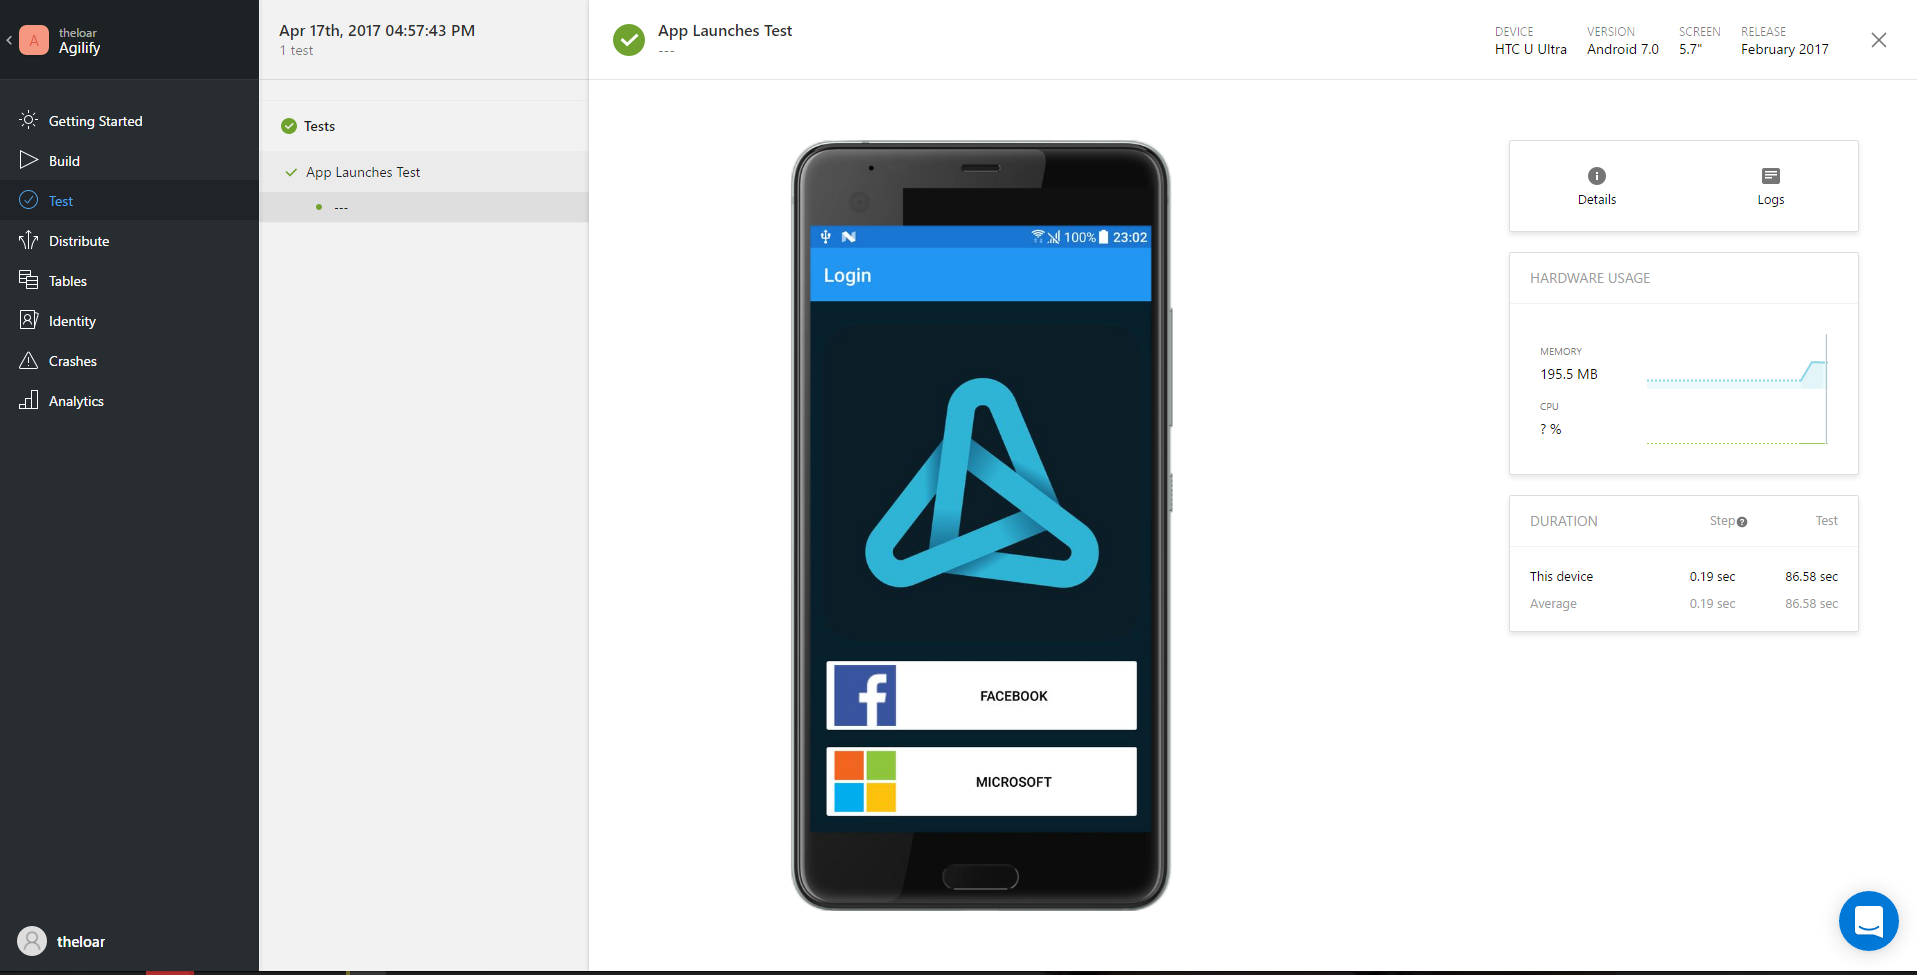 theloar
A
Agilify
Getting Started
Build
Test
Distribute
Tables
Identity
Crashes
Analytics
theloar
Apr 17th, 2017 04:57:43 PM
1 test
Tests
App Launches Test
---
App Launches Test
---
DEVICE
HTC U Ultra
VERSION
Android 7.0
SCREEN
5.7"
RELEASE
February 2017
100% 23:02
Login
FACEBOOK
MICROSOFT
Details
Logs
HARDWARE USAGE
MEMORY
195.5 MB
CPU
? %
DURATION Step ? Test
This device 0.19 sec 86.58 sec
Average 0.19 sec 86.58 sec